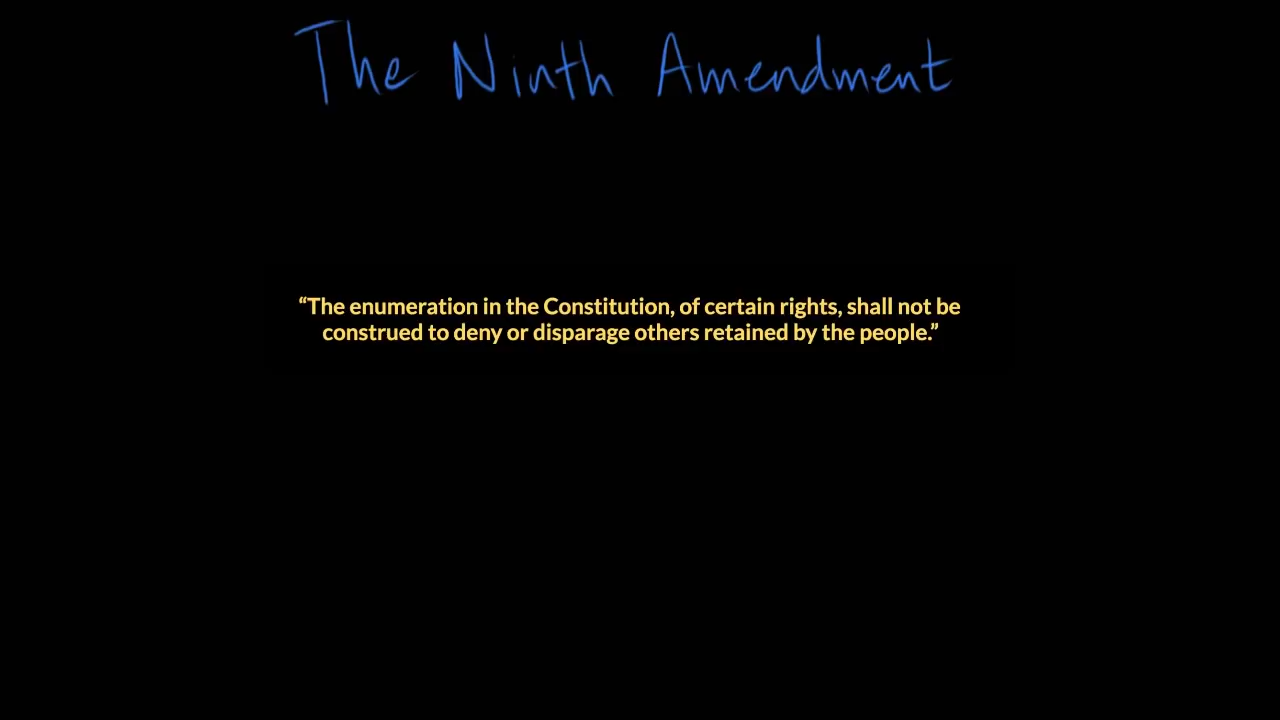 The Ninth Amendment
“The enumeration in the Constitution, of certain rights, shall not be
construed to deny or disparage others retained by the people.”